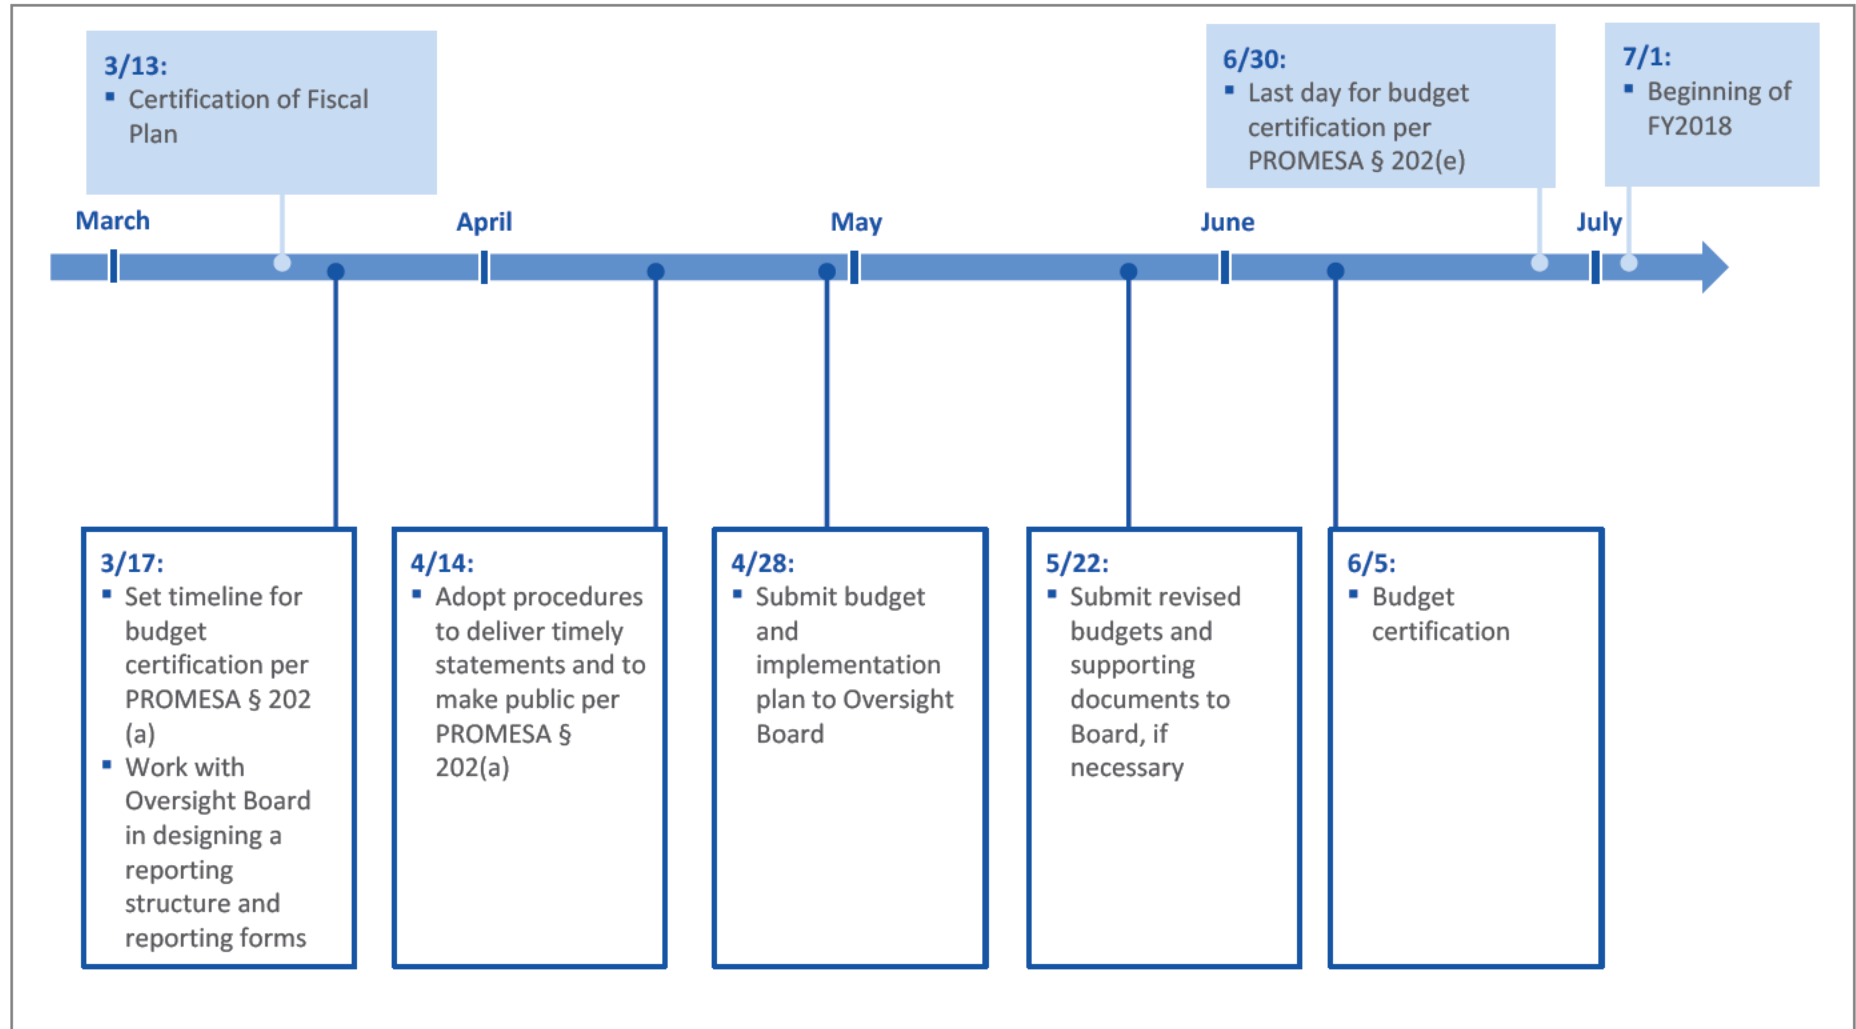 3/13:
▪ Certification of Fiscal
Plan
6/30:
▪ Last day for budget
certification per
PROMESA § 202(e)
7/1:
▪ Beginning of
FY2018
March
April
May
June
July
3/17:
▪ Set timeline for
budget
certification per
PROMESA § 202
(a)
▪ Work with
Oversight Board
in designing a
reporting
structure and
reporting forms
4/14:
▪ Adopt procedures
to deliver timely
statements and to
make public per
PROMESA §
202(a)
4/28:
▪ Submit budget
and
implementation
plan to Oversight
Board
5/22:
▪ Submit revised
budgets and
supporting
documents to
Board, if
necessary
6/5:
▪ Budget
certification